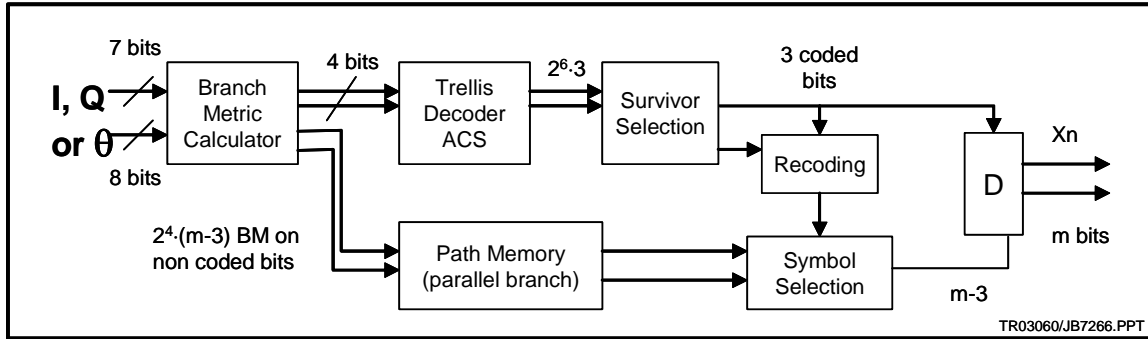 7 bits
I, Q
or θ
8 bits
Branch
Metric
Calculator
4 bits
Trellis
Decoder
ACS
2⁶·3
Survivor
Selection
3 coded
bits
Recoding
D
Xn
m bits
2⁴·(m-3) BM on
non coded bits
Path Memory
(parallel branch)
Symbol
Selection
m-3
TR03060/JB7266.PPT